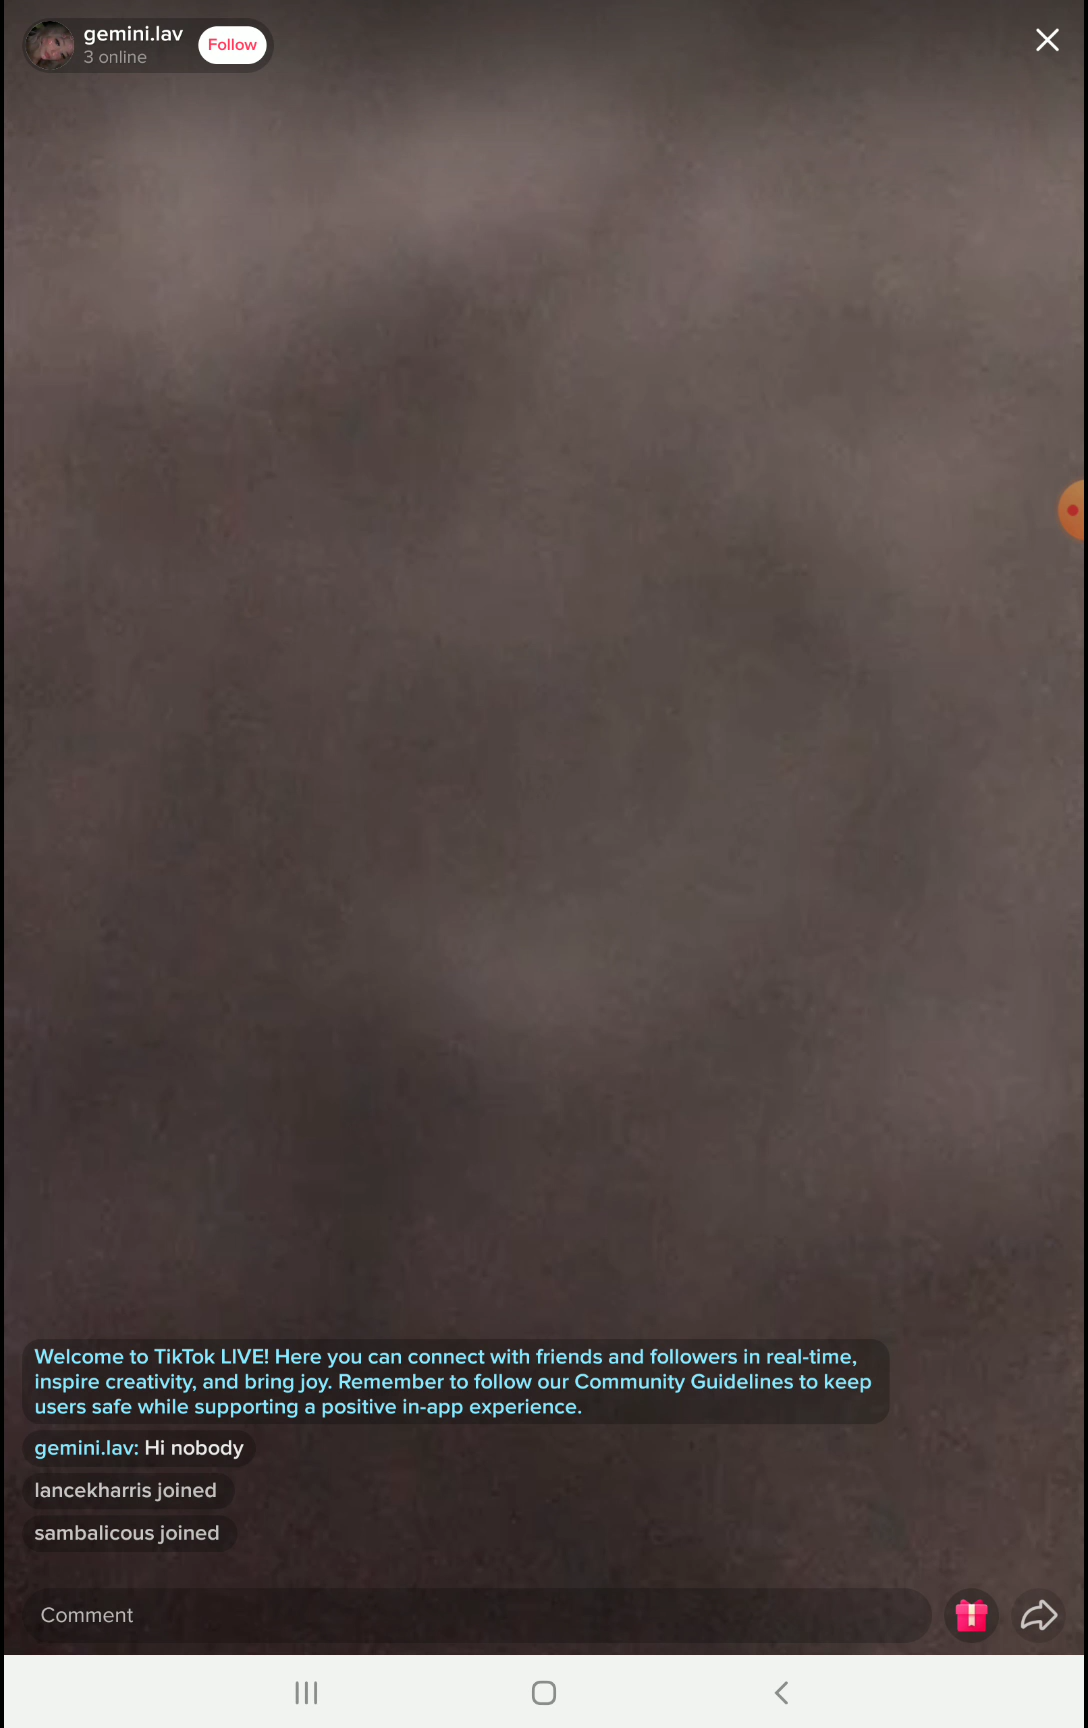 gemini.lav
3 online
Follow
Welcome to TikTok LIVE! Here you can connect with friends and followers in real-time,
inspire creativity, and bring joy. Remember to follow our Community Guidelines to keep
users safe while supporting a positive in-app experience.
gemini.lav: Hi nobody
lancekharris joined
sambalicous joined
Comment